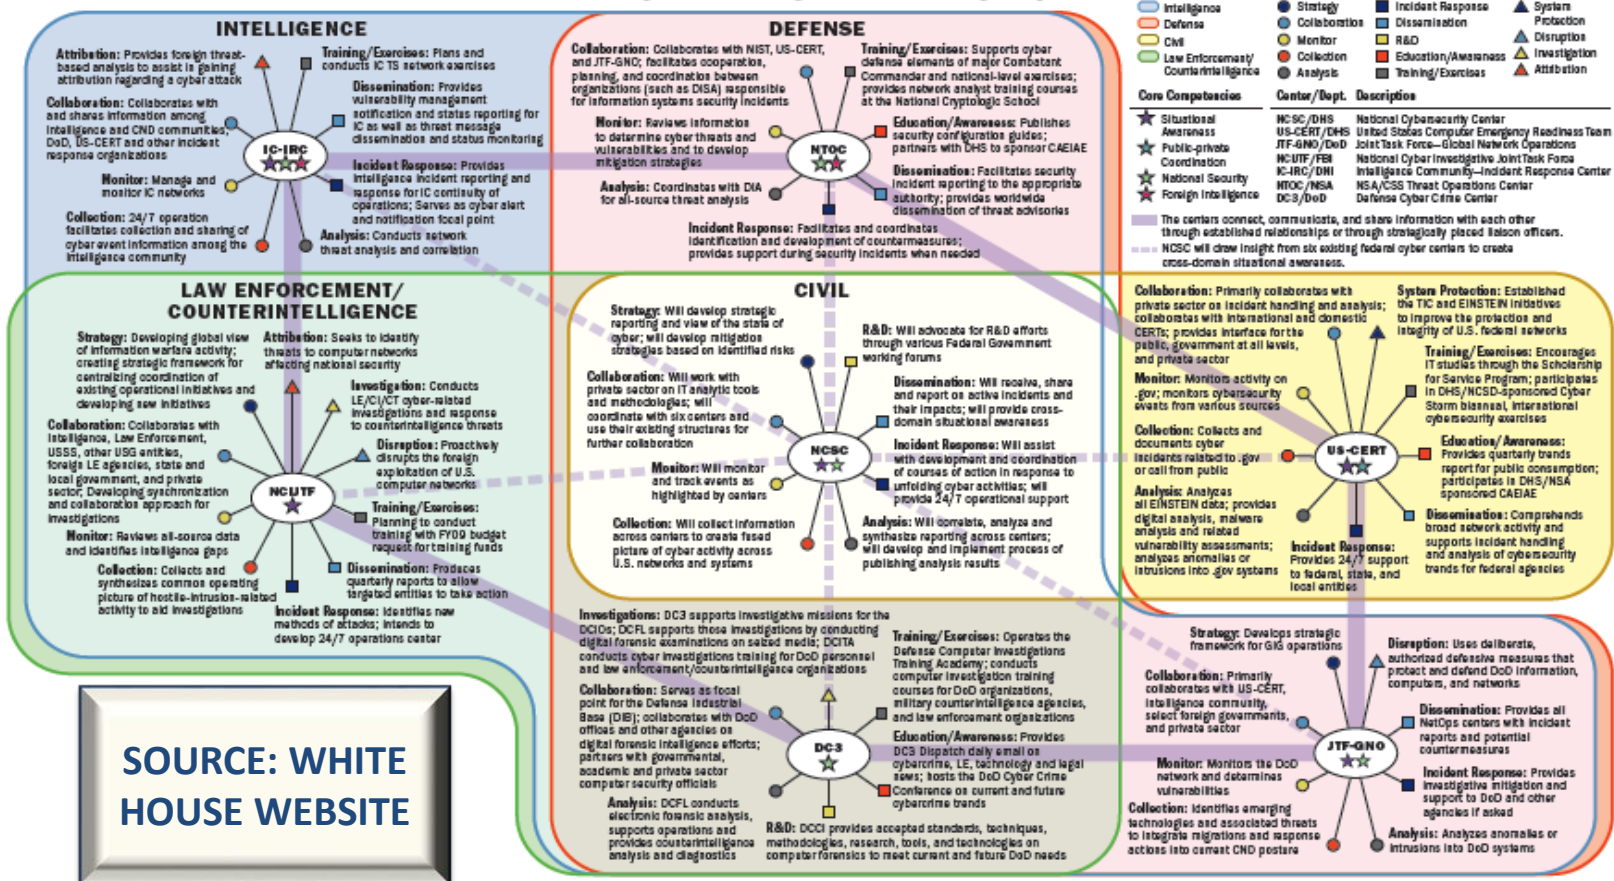 INTELLIGENCE
Attribution: Provides foreign threat-
based analysis to assist in gaining
attribution regarding a cyber attack
Training/Exercises: Plans and
conducts IC TS network exercises
Collaboration: Collaborates with
and shares information among
Intelligence and CND communities,
DoD, US-CERT and other incident
response organizations
Dissemination: Provides
vulnerability management
notification and status reporting for
IC as well as threat message
dissemination and status monitoring
IC-IRC
Monitor: Manage and
monitor IC networks
Incident Response: Provides
Intelligence incident reporting and
response for IC continuity of
operations; Serves as cyber alert
and notification focal point
Collection: 24/7 operation
facilitates collection and sharing of
cyber event information among the
intelligence community
Analysis: Conducts network
threat analysis and correlation
DEFENSE
Collaboration: Collaborates with NIST, US-CERT,
and JTF-GNO; facilitates cooperation,
planning, and coordination between
organizations (such as DISA) responsible
for information systems security incidents
Training/Exercises: Supports cyber
defense elements of major Combatant
Commander and national-level exercises;
provides network analyst training courses
at the National Cryptologic School
Monitor: Reviews information
to determine cyber threats and
vulnerabilities and to develop
mitigation strategies
Education/Awareness: Publishes
security configuration guides;
partners with DHS to sponsor CAEIAE
NTOC
Analysis: Coordinates with DIA
for all-source threat analysis
Dissemination: Facilitates security
incident reporting to the appropriate
authority; provides worldwide
dissemination of threat advisories
Incident Response: Facilitates and coordinates
identification and development of countermeasures;
provides support during security incidents when needed
Intelligence
Defense
Civil
Law Enforcement/
Counterintelligence
Strategy
Collaboration
Monitor
Collection
Analysis
Incident Response
Dissemination
R&D
Education/Awareness
Training/Exercises
System
Protection
Disruption
Investigation
Attribution
Core Competencies
Situational
Awareness
Public-private
Coordination
National Security
Foreign Intelligence
Center/Dept. Description
NCSC/DHS National Cybersecurity Center
US-CERT/DHS United States Computer Emergency Readiness Team
JTF-GNO/DoD Joint Task Force—Global Network Operations
NCIJTF/FBI National Cyber Investigative Joint Task Force
IC-IRC/DNI Intelligence Community—Incident Response Center
NTOC/NSA NSA/CSS Threat Operations Center
DC3/DoD Defense Cyber Crime Center
The centers connect, communicate, and share information with each other
through established relationships or through strategically placed liaison officers.
NCSC will draw insight from six existing federal cyber centers to create
cross-domain situational awareness.
LAW ENFORCEMENT/
COUNTERINTELLIGENCE
Strategy: Developing global view
of information warfare activity;
creating strategic framework for
centralizing coordination of
existing operational initiatives and
developing new initiatives
Attribution: Seeks to identify
threats to computer networks
affecting national security
Investigation: Conducts
LE/CI/CT cyber-related
investigations and response
to counterintelligence threats
Collaboration: Collaborates with
Intelligence, Law Enforcement,
USSS, other USG entities,
foreign LE agencies, state and
local government, and private
sector; Developing synchronization
and collaboration approach for
investigations
Disruption: Proactively
disrupts the foreign
exploitation of U.S.
computer networks
NCIJTF
Training/Exercises:
Planning to conduct
training with FY09 budget
request for training funds
Monitor: Reviews all-source data
and identifies intelligence gaps
Collection: Collects and
synthesizes common operating
picture of hostile-intrusion-related
activity to aid investigations
Dissemination: Produces
quarterly reports to allow
targeted entities to take action
Incident Response: Identifies new
methods of attacks; intends to
develop 24/7 operations center
CIVIL
Strategy: Will develop strategic
reporting and view of the state of
cyber; will develop mitigation
strategies based on identified risks
R&D: Will advocate for R&D efforts
through various Federal Government
working forums
Collaboration: Will work with
private sector on IT analytic tools
and methodologies; will
coordinate with six centers and
use their existing structures for
further collaboration
Dissemination: Will receive, share
and report on active incidents and
their impacts; will provide cross-
domain situational awareness
NCSC
Monitor: Will monitor
and track events as
highlighted by centers
Incident Response: Will assist
with development and coordination
of courses of action in response to
unfolding cyber activities; will
provide 24/7 operational support
Collection: Will collect information
across centers to create fused
picture of cyber activity across
U.S. networks and systems
Analysis: Will correlate, analyze and
synthesize reporting across centers;
will develop and implement process of
publishing analysis results
Collaboration: Primarily collaborates with
private sector on incident handling and analysis;
collaborates with international and domestic
CERTs; provides interface for the
public, government at all levels,
and private sector
System Protection: Established
the TIC and EINSTEIN initiatives
to improve the protection and
integrity of U.S. federal networks
Training/Exercises: Encourages
IT studies through the Scholarship
for Service Program; participates
in DHS/NCSD-sponsored Cyber
Storm biannual, international
cybersecurity exercises
Monitor: Monitors activity on
.gov; monitors cybersecurity
events from various sources
Collection: Collects and
documents cyber
incidents related to .gov
or call from public
US-CERT
Education/Awareness:
Provides quarterly trends
report for public consumption;
participates in DHS/NSA
sponsored CAEIAE
Analysis: Analyzes
all EINSTEIN data; provides
digital analysis, malware
analysis and related
vulnerability assessments;
analyzes anomalies or
intrusions into .gov systems
Incident Response:
Provides 24/7 support
to federal, state, and
local entities
Dissemination: Comprehends
broad network activity and
supports incident handling
and analysis of cybersecurity
trends for federal agencies
Investigations: DC3 supports investigative missions for the
DCIOs; DCFL supports those investigations by conducting
digital forensic examinations on seized media; DCITA
conducts cyber investigations training for DoD personnel
and law enforcement/counterintelligence organizations
Training/Exercises: Operates the
Defense Computer Investigations
Training Academy; conducts
computer investigation training
courses for DoD organizations,
military counterintelligence agencies,
and law enforcement organizations
Collaboration: Serves as focal
point for the Defense Industrial
Base (DIB); collaborates with DoD
offices and other agencies on
digital forensic intelligence efforts;
partners with governmental,
academic and private sector
computer security officials
DC3
Education/Awareness: Provides
DC3 Dispatch daily email on
cybercrime, LE, technology and legal
news; hosts the DoD Cyber Crime
Conference on current and future
cybercrime trends
Analysis: DCFL conducts
electronic forensic analysis,
supports operations and
provides counterintelligence
analysis and diagnostics
R&D: DCCI provides accepted standards, techniques,
methodologies, research, tools, and technologies on
computer forensics to meet current and future DoD needs
Strategy: Develops strategic
framework for GIG operations
Disruption: Uses deliberate,
authorized defensive measures that
protect and defend DoD information,
computers, and networks
Collaboration: Primarily
collaborates with US-CERT,
intelligence community,
select foreign governments,
and private sector
Dissemination: Provides all
NetOps centers with incident
reports and potential
countermeasures
JTF-GNO
Monitor: Monitors the DoD
network and determines
vulnerabilities
Incident Response: Provides
investigative mitigation and
support to DoD and other
agencies if asked
Collection: Identifies emerging
technologies and associated threats
to integrate migrations and response
actions into current CND posture
Analysis: Analyzes anomalies or
intrusions into DoD systems
SOURCE: WHITE
HOUSE WEBSITE